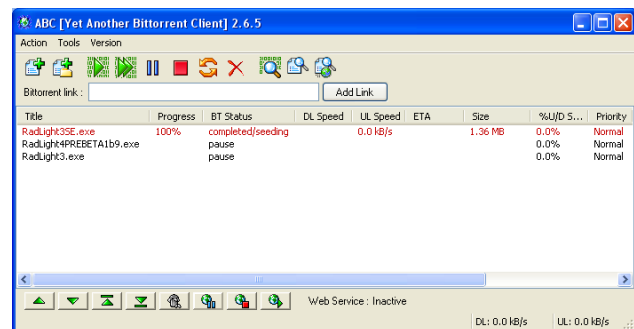 ABC [Yet Another Bittorrent Client] 2.6.5
Action Tools Version
Bittorrent link : Add Link
Title Progress BT Status DL Speed UL Speed ETA Size %U/D S... Priority
RadLight3SE.exe 100% completed/seeding 0.0 kB/s 1.36 MB 0.0% Normal
RadLight4PREBETA1b9.exe pause 0.0% Normal
RadLight3.exe pause 0.0% Normal
Web Service : Inactive
DL: 0.0 kB/s UL: 0.0 kB/s